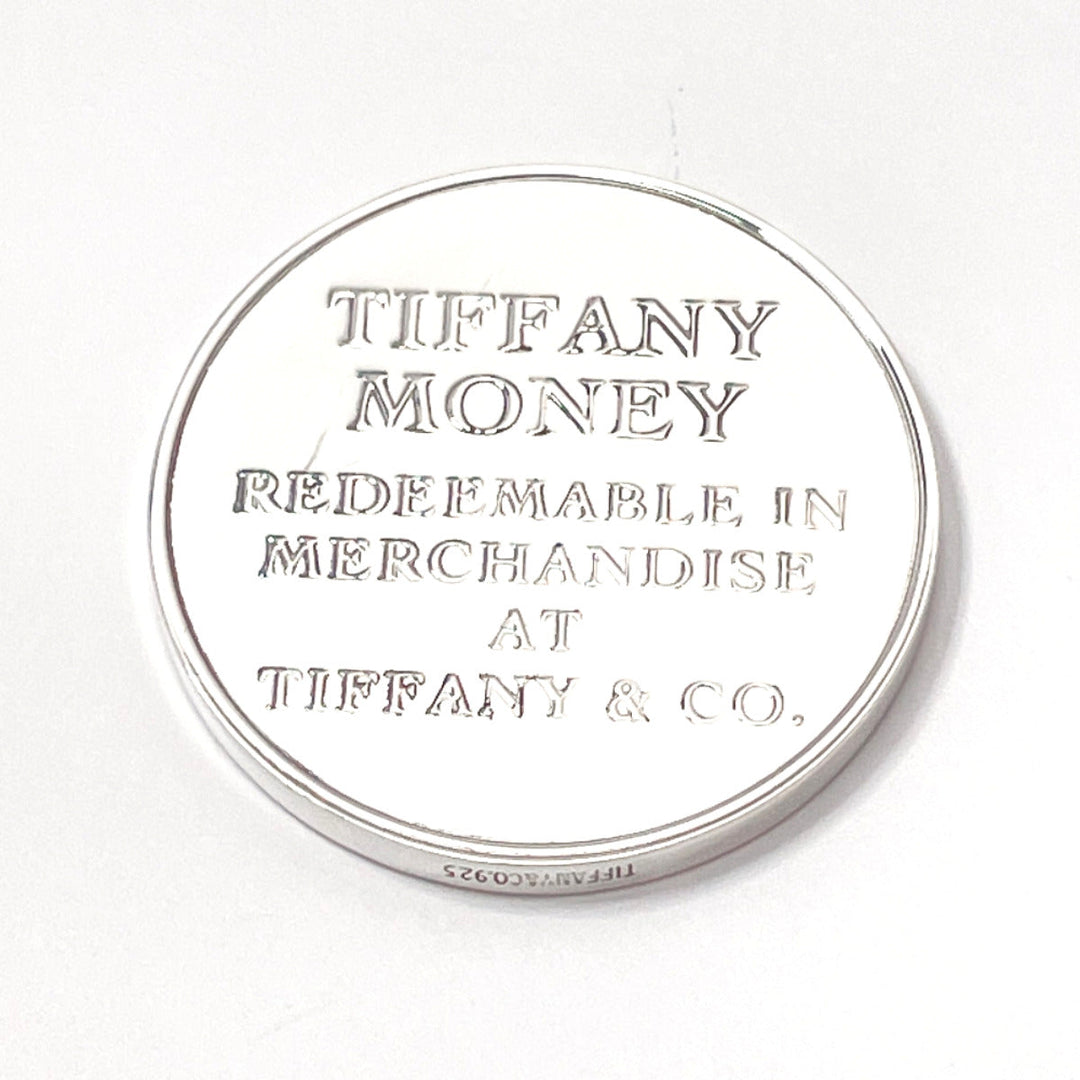 TIFFANY
MONEY
REDEEMABLE IN
MERCHANDISE
AT
TIFFANY & CO.
TIFFANY&CO.925